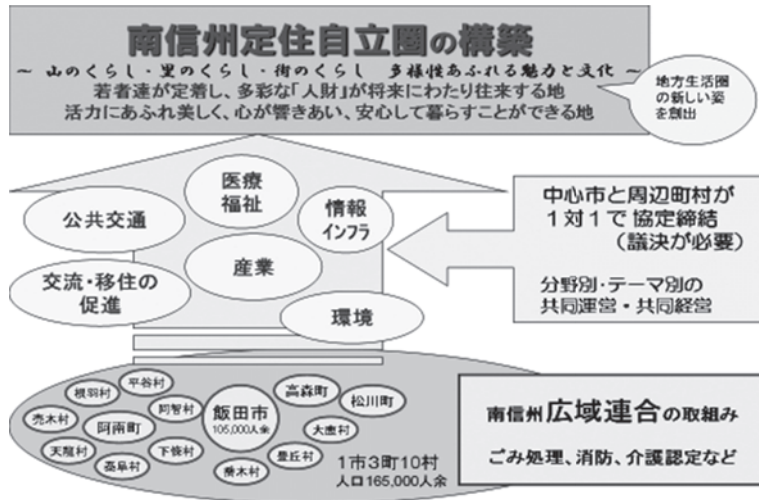 南信州定住自立圏の構築
～ 山のくらし・里のくらし・街のくらし 多様性あふれる魅力と文化 ～
若者達が定着し、多彩な「人財」が将来にわたり往来する地
活力にあふれ美しく、心が響きあい、安心して暮らすことができる地
地方生活圏
の新しい姿
を創出
医療
福祉
公共交通
情報
インフラ
産業
交流・移住の
促進
環境
中心市と周辺町村が
1対1で協定締結
（議決が必要）
分野別・テーマ別の
共同運営・共同経営
根羽村
平谷村
売木村
阿南町
阿智村
天龍村
泰阜村
下條村
飯田市
105,000人余
高森町
松川町
大鹿村
豊丘村
喬木村
1市3町10村
人口165,000人余
南信州広域連合の取組み
ごみ処理、消防、介護認定など